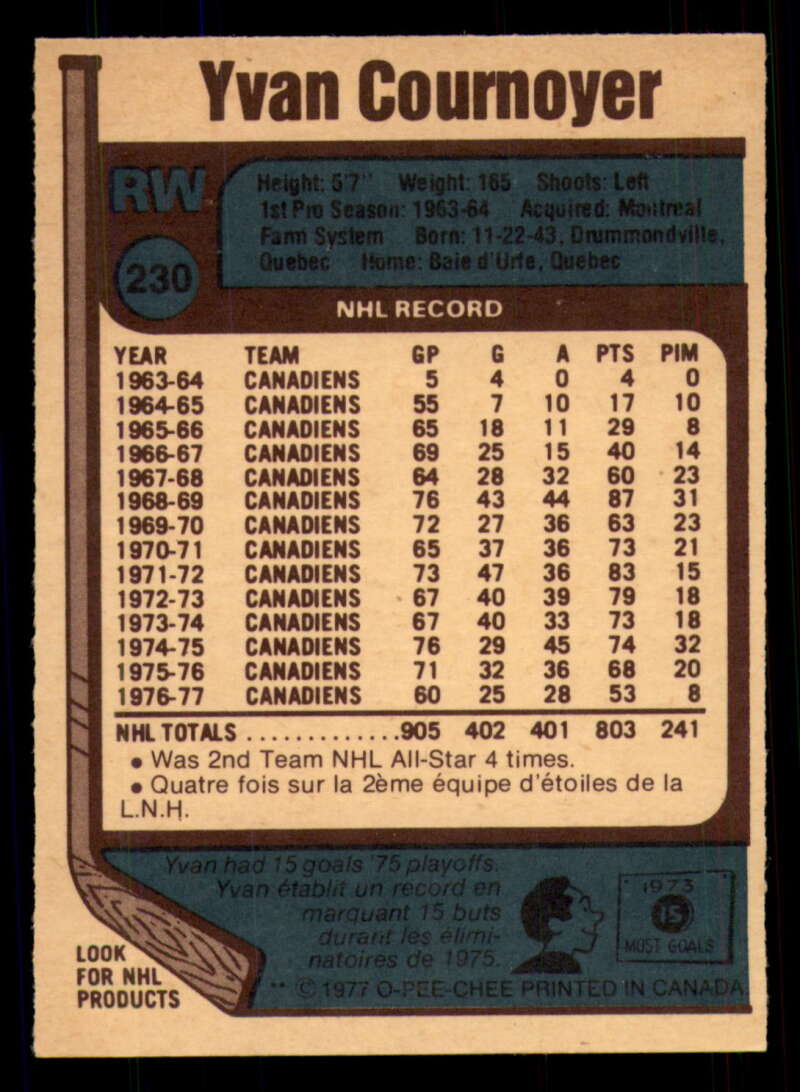 Yvan Cournoyer
RW
Height: 5'7" Weight: 165 Shoots: Left
1st Pro Season: 1963-64 Acquired: Montreal
Farm System Born: 11-22-43, Drummondville,
Quebec Home: Baie d'Urfe, Quebec
230
NHL RECORD
YEAR TEAM GP G A PTS PIM
1963-64 CANADIENS 5 4 0 4 0
1964-65 CANADIENS 55 7 10 17 10
1965-66 CANADIENS 65 18 11 29 8
1966-67 CANADIENS 69 25 15 40 14
1967-68 CANADIENS 64 28 32 60 23
1968-69 CANADIENS 76 43 44 87 31
1969-70 CANADIENS 72 27 36 63 23
1970-71 CANADIENS 65 37 36 73 21
1971-72 CANADIENS 73 47 36 83 15
1972-73 CANADIENS 67 40 39 79 18
1973-74 CANADIENS 67 40 33 73 18
1974-75 CANADIENS 76 29 45 74 32
1975-76 CANADIENS 71 32 36 68 20
1976-77 CANADIENS 60 25 28 53 8
NHL TOTALS .............905 402 401 803 241
• Was 2nd Team NHL All-Star 4 times.
• Quatre fois sur la 2ème équipe d'étoiles de la
L.N.H.
Yvan had 15 goals '75 playoffs.
Yvan établit un record en
marquant 15 buts
durant les élimi-
natoires de 1975.
1973
15
MOST GOALS
LOOK
FOR NHL
PRODUCTS
** © 1977 O-PEE-CHEE PRINTED IN CANADA.